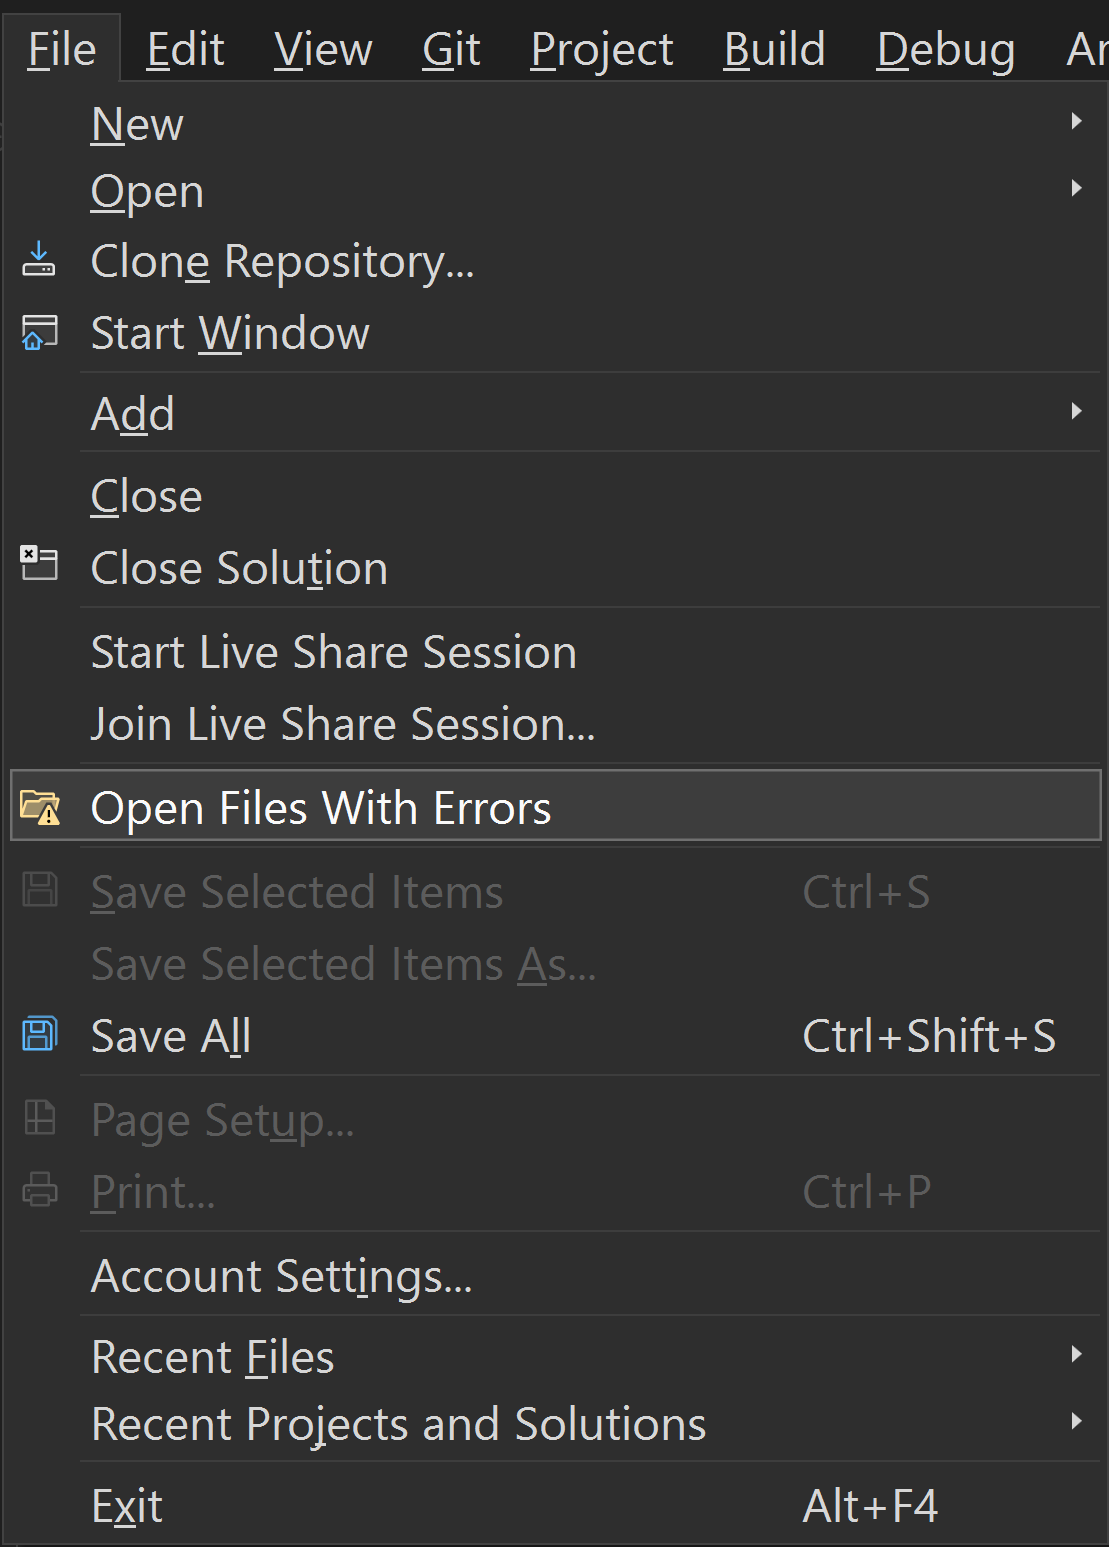 File Edit View Git Project Build Debug
New
Open
Clone Repository...
Start Window
Add
Close
Close Solution
Start Live Share Session
Join Live Share Session...
Open Files With Errors
Save Selected Items Ctrl+S
Save Selected Items As...
Save All Ctrl+Shift+S
Page Setup...
Print... Ctrl+P
Account Settings...
Recent Files
Recent Projects and Solutions
Exit Alt+F4